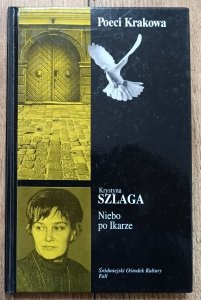 Poeci Krakowa
Krystyna
SZLAGA
Niebo
po Ikarze
Śródmiejski Ośrodek Kultury
Fall